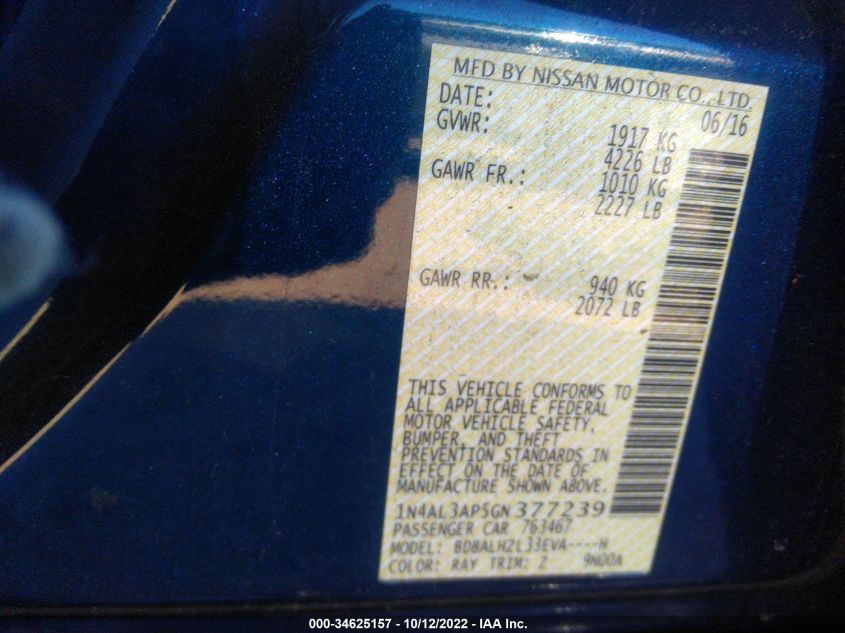 MFD BY NISSAN MOTOR CO., LTD.
DATE: 06/16
GVWR: 1917 KG
4226 LB
GAWR FR.: 1010 KG
2227 LB
GAWR RR.: 940 KG
2072 LB
THIS VEHICLE CONFORMS TO
ALL APPLICABLE FEDERAL
MOTOR VEHICLE SAFETY,
BUMPER, AND THEFT
PREVENTION STANDARDS IN
EFFECT ON THE DATE OF
MANUFACTURE SHOWN ABOVE.
1N4AL3AP5GN377239
PASSENGER CAR 763467
MODEL: BDBALHZL33EVA----H
COLOR: RAY TRIM: Z 9N00A
000-34625157 - 10/12/2022 - IAA Inc.